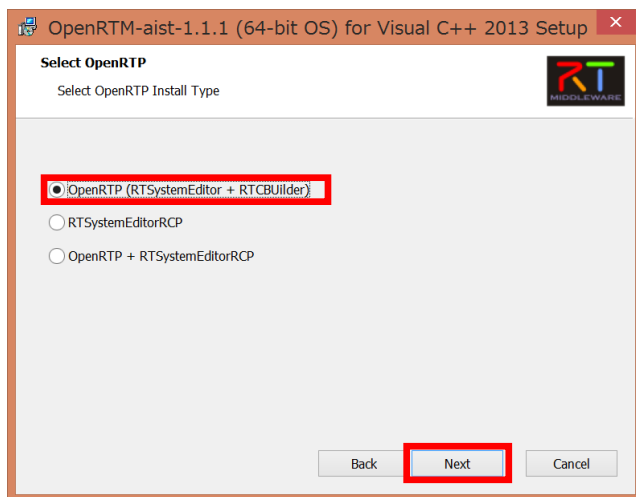 OpenRTM-aist-1.1.1 (64-bit OS) for Visual C++ 2013 Setup
Select OpenRTP
Select OpenRTP Install Type
RT
MIDDLEWARE
OpenRTP (RTSystemEditor + RTCBUilder)
RTSystemEditorRCP
OpenRTP + RTSystemEditorRCP
Back Next Cancel